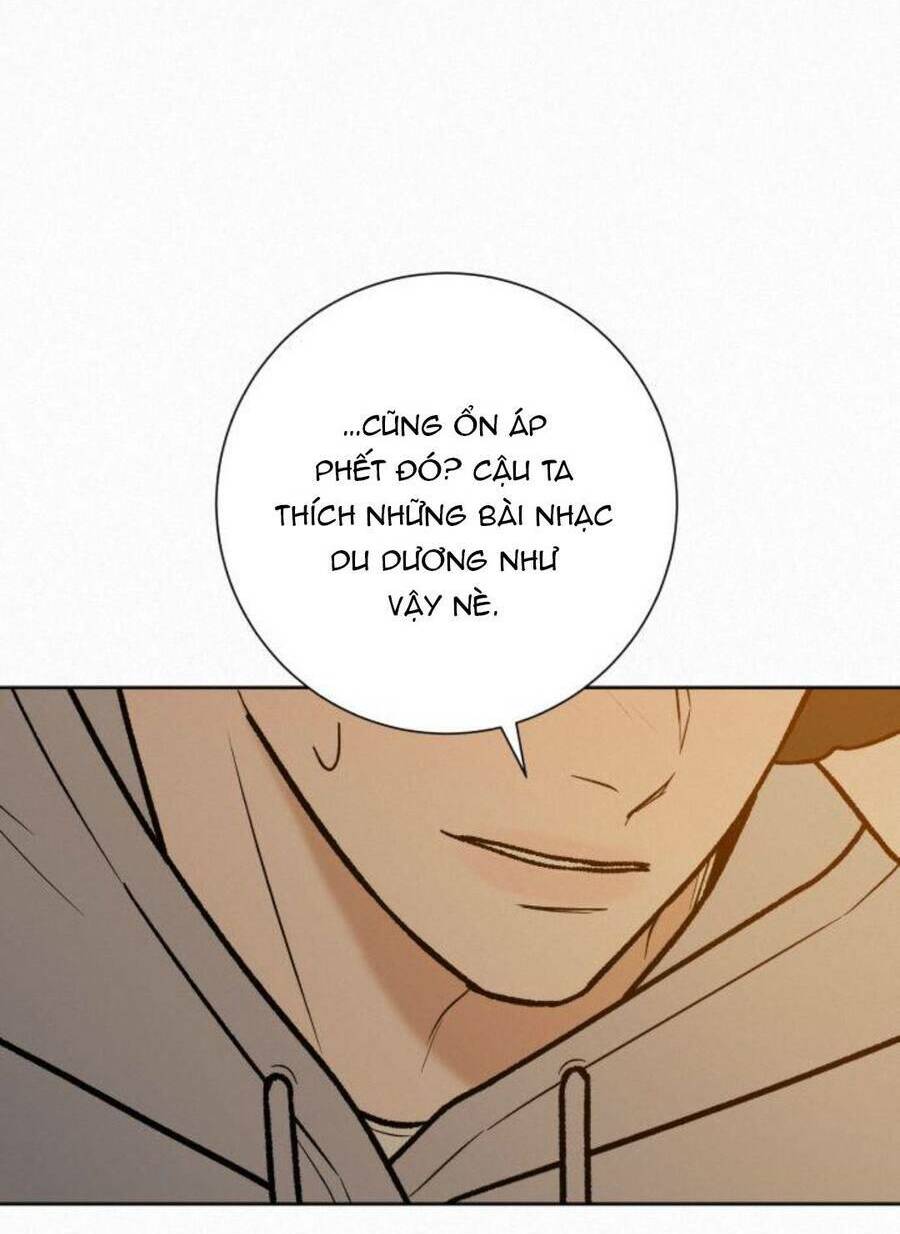 ...CŨNG ỔN ÁP
PHẾT ĐÓ? CẬU TA
THÍCH NHỮNG BÀI NHẠC
DU DƯƠNG NHƯ
VẬY NÈ.